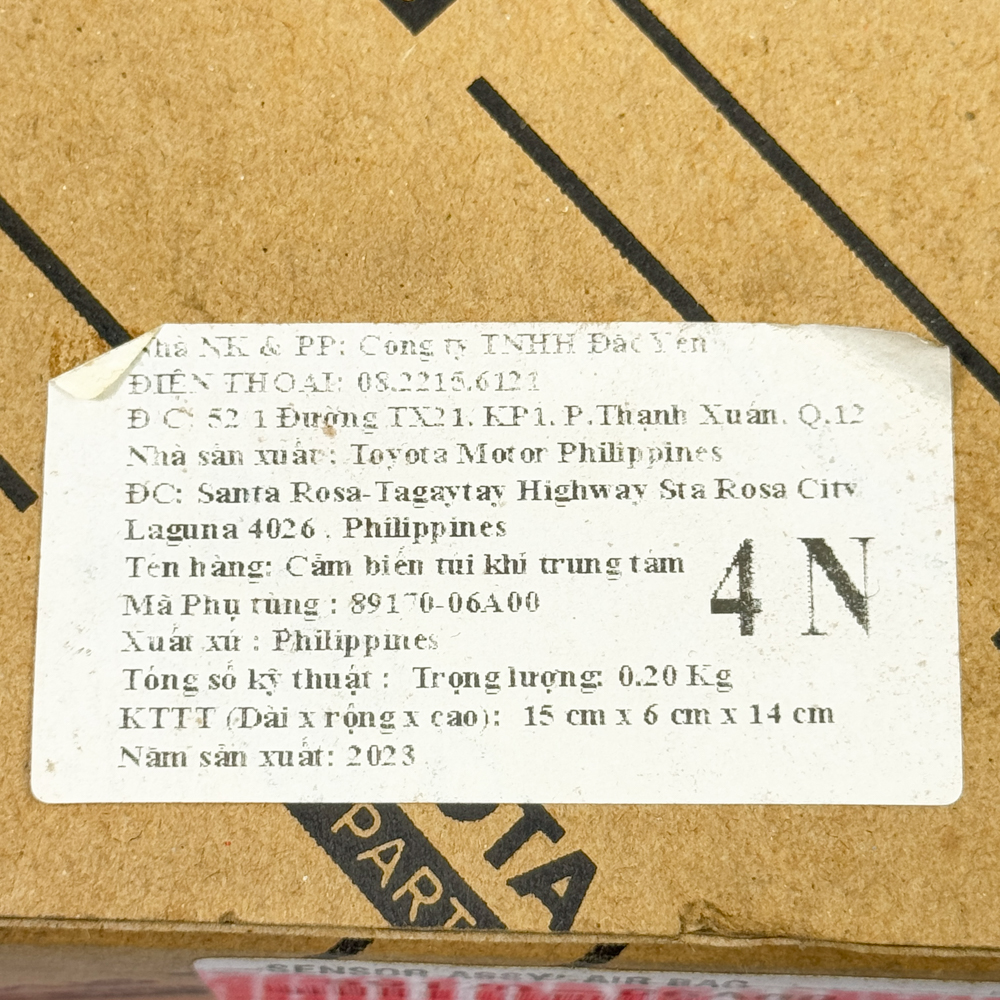 Nhà NK & PP: Công ty TNHH Đắc Yến
ĐIỆN THOẠI: 08.2215.6121
ĐC: 52/1 Đường TX21, KP1, P.Thạnh Xuân, Q.12
Nhà sản xuất : Toyota Motor Philippines
ĐC: Santa Rosa-Tagaytay Highway Sta Rosa City
Laguna 4026 , Philippines
Tên hàng: Cảm biến túi khí trung tâm
4 N
Mã Phụ tùng : 89170-06A00
Xuất xứ : Philippines
Tổng số kỹ thuật : Trọng lượng: 0.20 Kg
KTTT (Dài x rộng x cao): 15 cm x 6 cm x 14 cm
Năm sản xuất: 2023
OTA
PART
SENSOR ASSY, AIR BAG